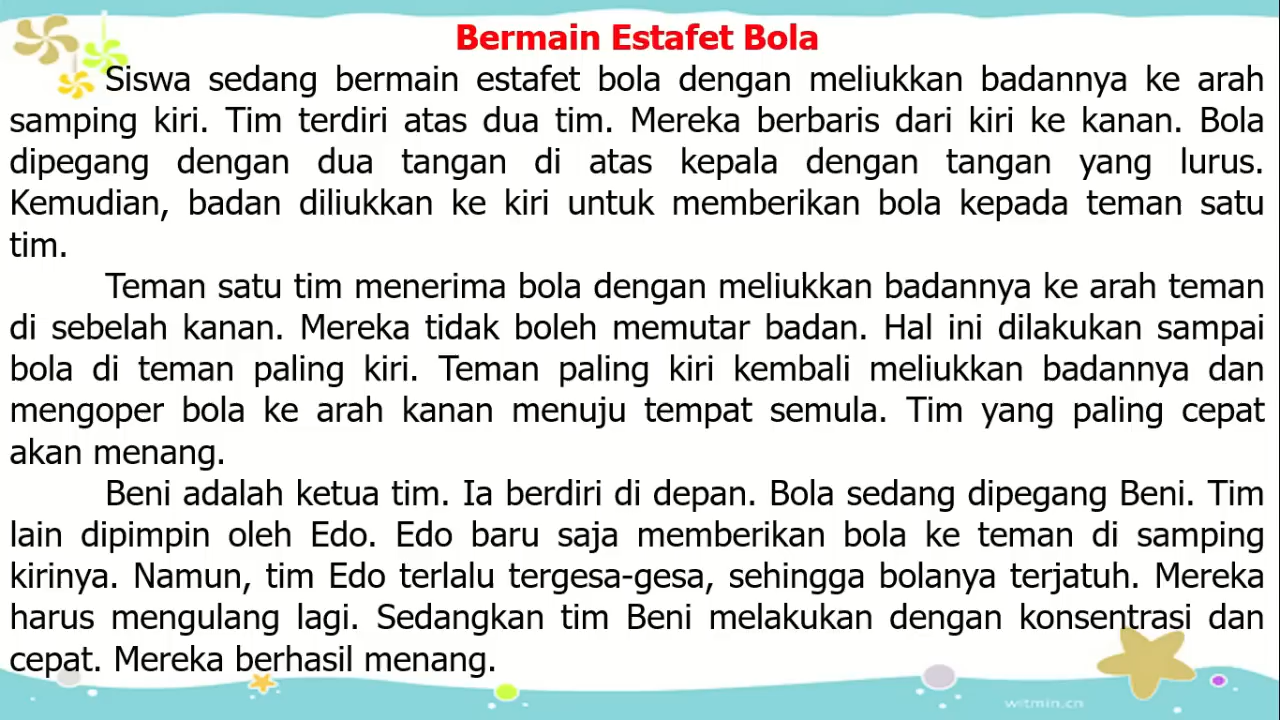 Bermain Estafet Bola
Siswa sedang bermain estafet bola dengan meliukkan badannya ke arah
samping kiri. Tim terdiri atas dua tim. Mereka berbaris dari kiri ke kanan. Bola
dipegang dengan dua tangan di atas kepala dengan tangan yang lurus.
Kemudian, badan diliukkan ke kiri untuk memberikan bola kepada teman satu
tim.
Teman satu tim menerima bola dengan meliukkan badannya ke arah teman
di sebelah kanan. Mereka tidak boleh memutar badan. Hal ini dilakukan sampai
bola di teman paling kiri. Teman paling kiri kembali meliukkan badannya dan
mengoper bola ke arah kanan menuju tempat semula. Tim yang paling cepat
akan menang.
Beni adalah ketua tim. Ia berdiri di depan. Bola sedang dipegang Beni. Tim
lain dipimpin oleh Edo. Edo baru saja memberikan bola ke teman di samping
kirinya. Namun, tim Edo terlalu tergesa-gesa, sehingga bolanya terjatuh. Mereka
harus mengulang lagi. Sedangkan tim Beni melakukan dengan konsentrasi dan
cepat. Mereka berhasil menang.
witmin.cn